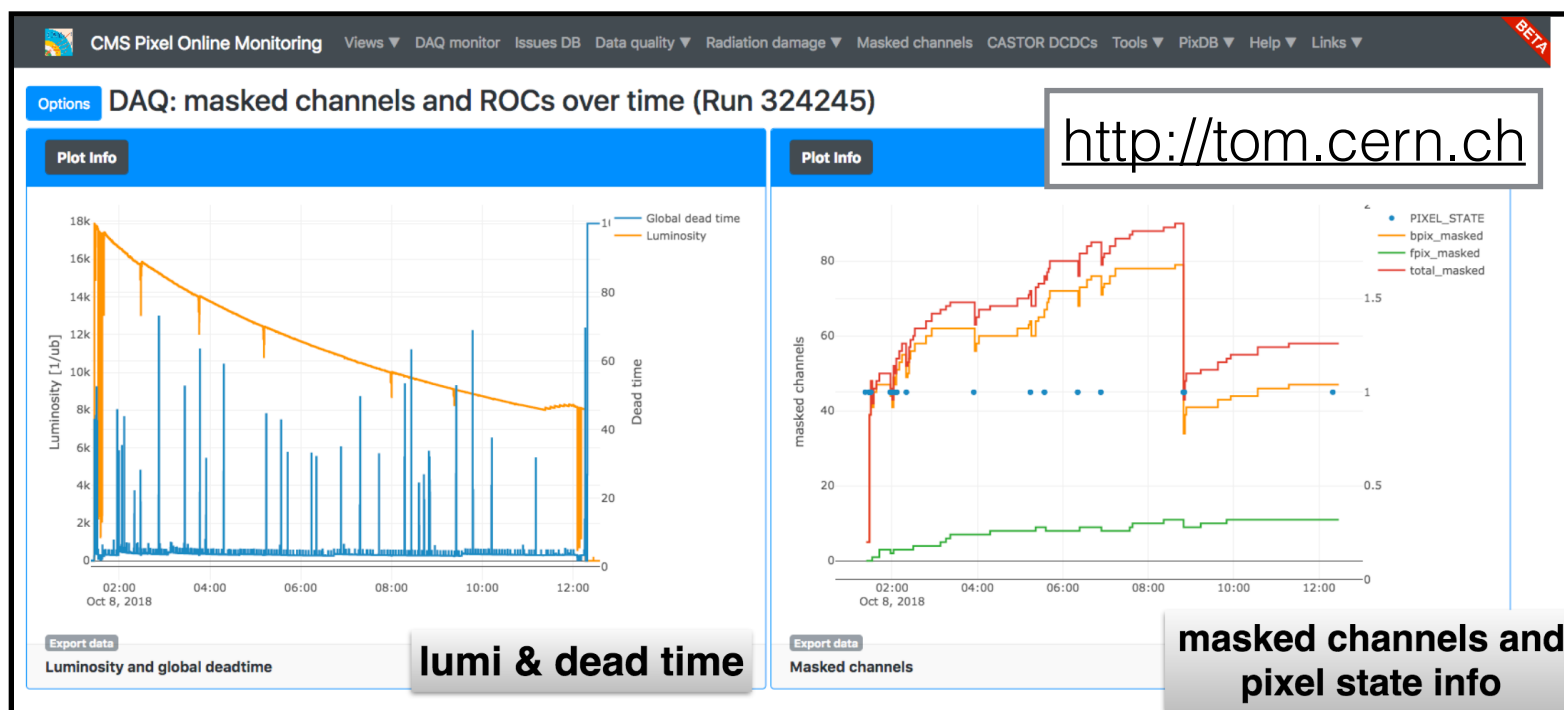 CMS Pixel Online Monitoring Views ▼ DAQ monitor Issues DB Data quality ▼ Radiation damage ▼ Masked channels CASTOR DCDCs Tools ▼ PixDB ▼ Help ▼ Links ▼
BETA
Options DAQ: masked channels and ROCs over time (Run 324245)
http://tom.cern.ch
Plot Info
18k
16k
14k
12k
10k
8k
6k
4k
2k
0
Luminosity [1/ub]
80
60
40
20
0
Dead time
Global dead time
Luminosity
02:00 04:00 06:00 08:00 10:00 12:00
Oct 8, 2018
Export data
Luminosity and global deadtime
lumi & dead time
Plot Info
80
60
40
20
0
masked channels
1.5
1
0.5
0
PIXEL_STATE
bpix_masked
fpix_masked
total_masked
02:00 04:00 06:00 08:00 10:00 12:00
Oct 8, 2018
Export data
Masked channels
masked channels and
pixel state info